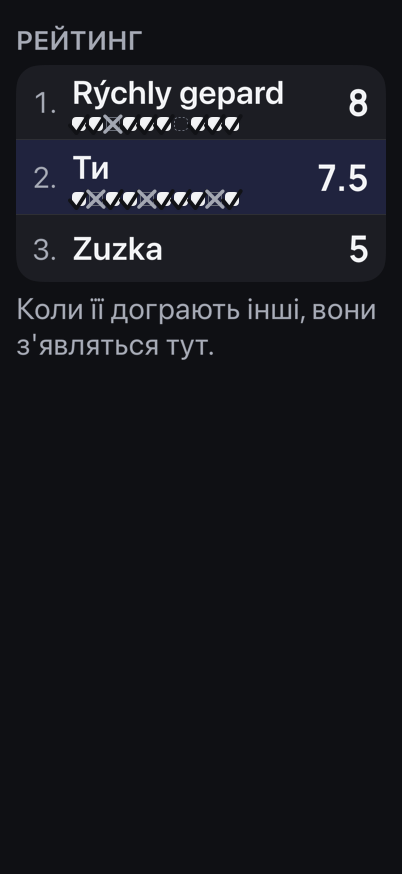 РЕЙТИНГ
1. Rýchly gepard 8
2. Ти 7.5
3. Zuzka 5
Коли її дограють інші, вони
з'являться тут.